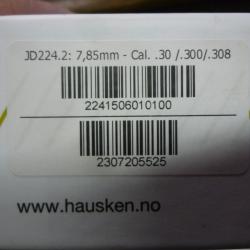 JD224.2: 7,85mm - Cal. .30 /.300/.308
2241506010100
2307205525
www.hausken.no